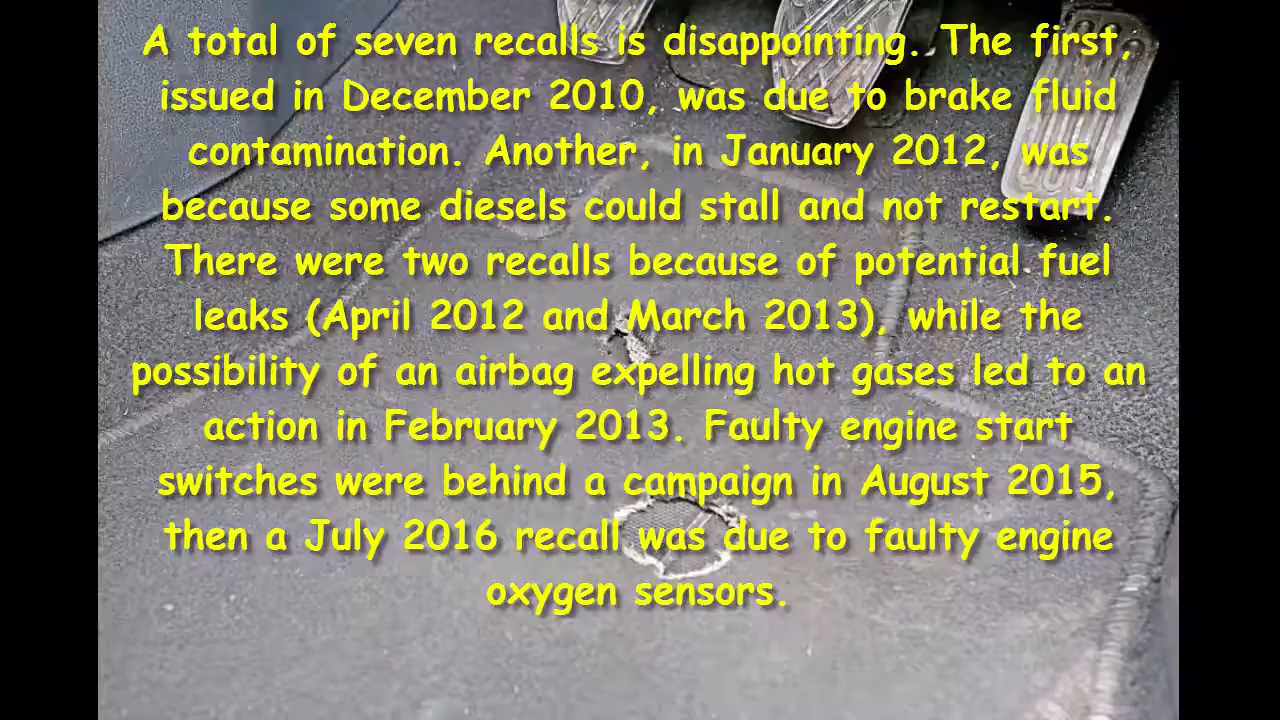 A total of seven recalls is disappointing. The first,
issued in December 2010, was due to brake fluid
contamination. Another, in January 2012, was
because some diesels could stall and not restart.
There were two recalls because of potential fuel
leaks (April 2012 and March 2013), while the
possibility of an airbag expelling hot gases led to an
action in February 2013. Faulty engine start
switches were behind a campaign in August 2015,
then a July 2016 recall was due to faulty engine
oxygen sensors.